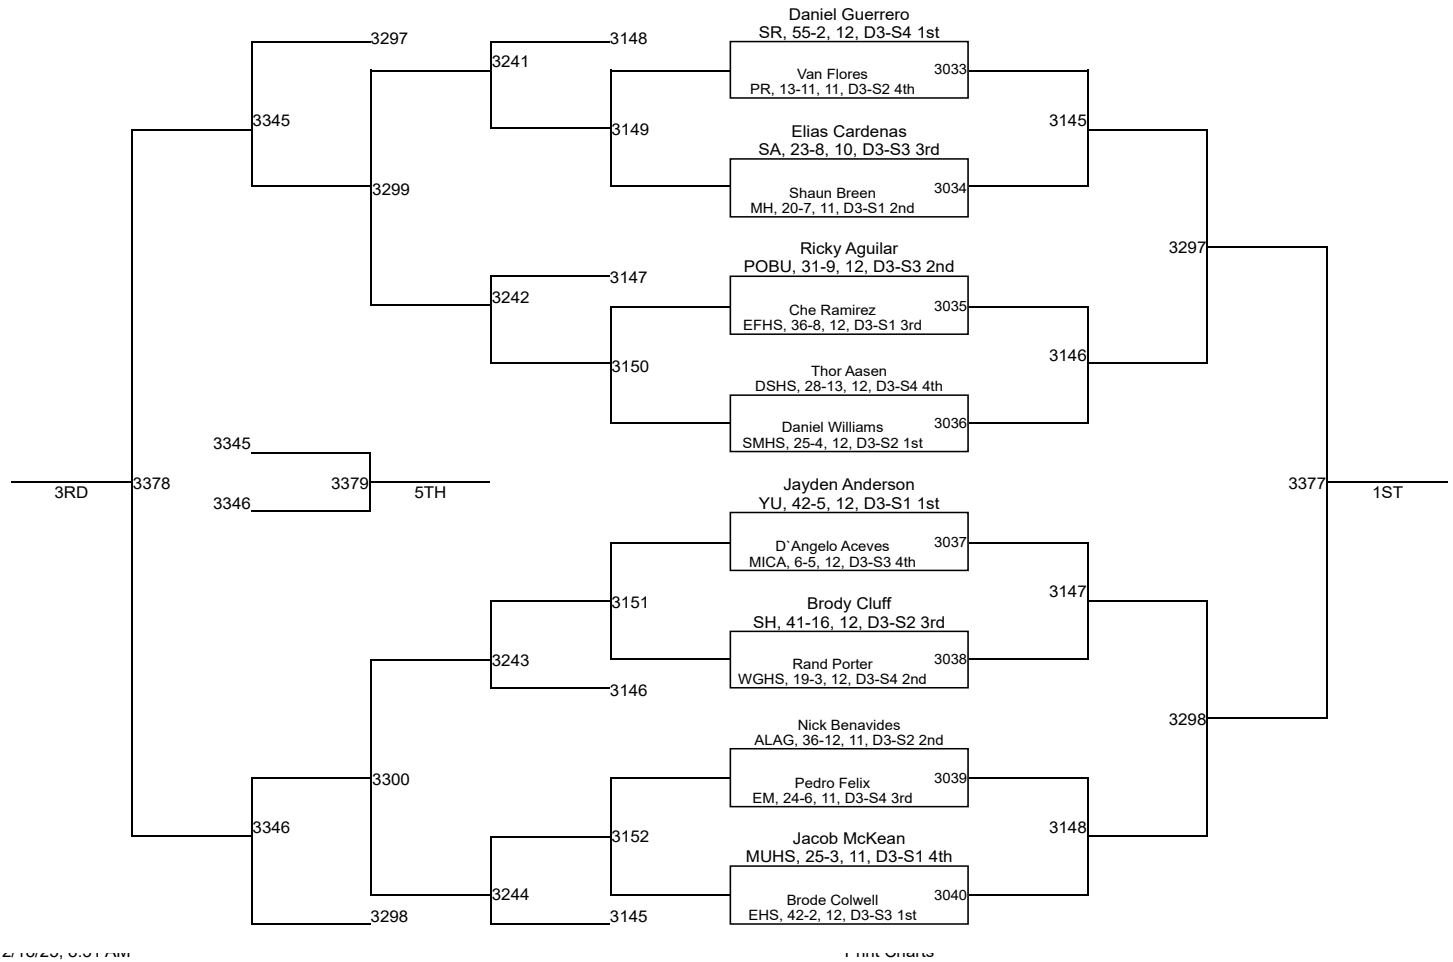 Daniel Guerrero
SR, 55-2, 12, D3-S4 1st
3297
3148
3241
Van Flores
3033
PR, 13-11, 11, D3-S2 4th
3345
3149
Elias Cardenas
3145
SA, 23-8, 10, D3-S3 3rd
3299
Shaun Breen
3034
MH, 20-7, 11, D3-S1 2nd
Ricky Aguilar
3297
POBU, 31-9, 12, D3-S3 2nd
3147
3242
Che Ramirez
3035
EFHS, 36-8, 12, D3-S1 3rd
3146
3150
Thor Aasen
DSHS, 28-13, 12, D3-S4 4th
Daniel Williams
3036
SMHS, 25-4, 12, D3-S2 1st
3345
3RD
3378
3379
5TH
Jayden Anderson
3377
1ST
3346
YU, 42-5, 12, D3-S1 1st
D`Angelo Aceves
3037
MICA, 6-5, 12, D3-S3 4th
3147
3151
Brody Cluff
SH, 41-16, 12, D3-S2 3rd
3243
Rand Porter
3038
WGHS, 19-3, 12, D3-S4 2nd
3146
Nick Benavides
3298
ALAG, 36-12, 11, D3-S2 2nd
3300
Pedro Felix
3039
EM, 24-6, 11, D3-S4 3rd
3346
3152
Jacob McKean
3148
MUHS, 25-3, 11, D3-S1 4th
3244
Brode Colwell
3040
EHS, 42-2, 12, D3-S3 1st
3298
3145
Print Charts